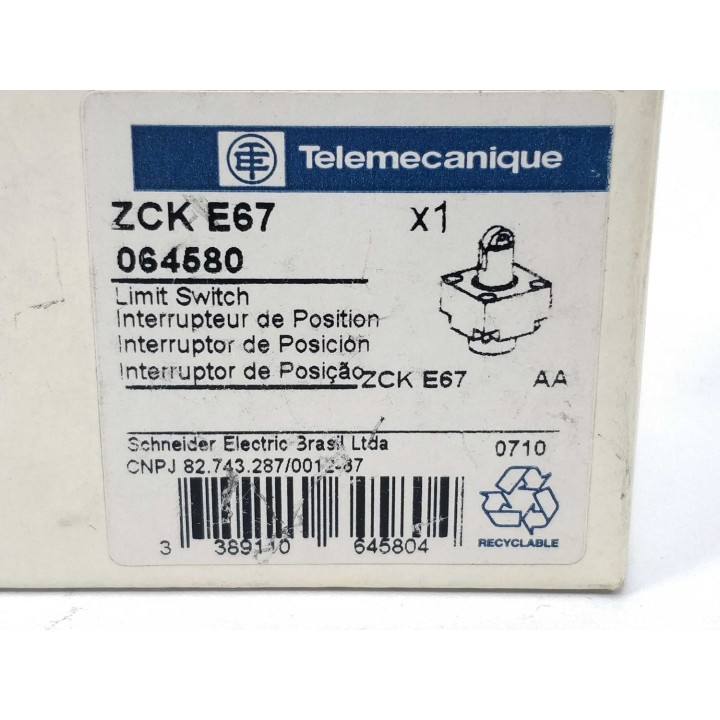 Telemecanique
ZCK E67 x1
064580
Limit Switch
Interrupteur de Position
Interruptor de Posición
Interruptor de Posição ZCK E67 AA
Schneider Electric Brasil Ltda 0710
CNPJ 82.743.287/0012-67
3 389110 645804
RECYCLABLE